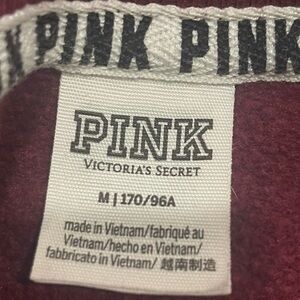 PINK PINK
PINK
VICTORIA'S SECRET
M | 170/96A
made in Vietnam/fabriqué au
Vietnam/hecho en Vietnam/
fabbricato in Vietnam/ 越南制造